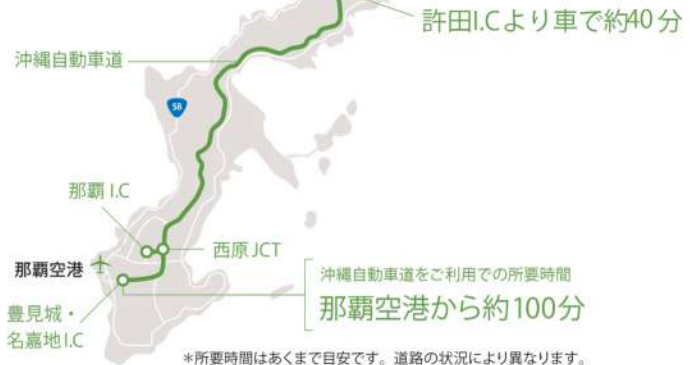 許田I.Cより車で約40分
沖縄自動車道
58
那覇 I.C
西原 JCT
那覇空港
沖縄自動車道をご利用での所要時間
那覇空港から約100分
豊見城・
名嘉地I.C
*所要時間はあくまで目安です。道路の状況により異なります。